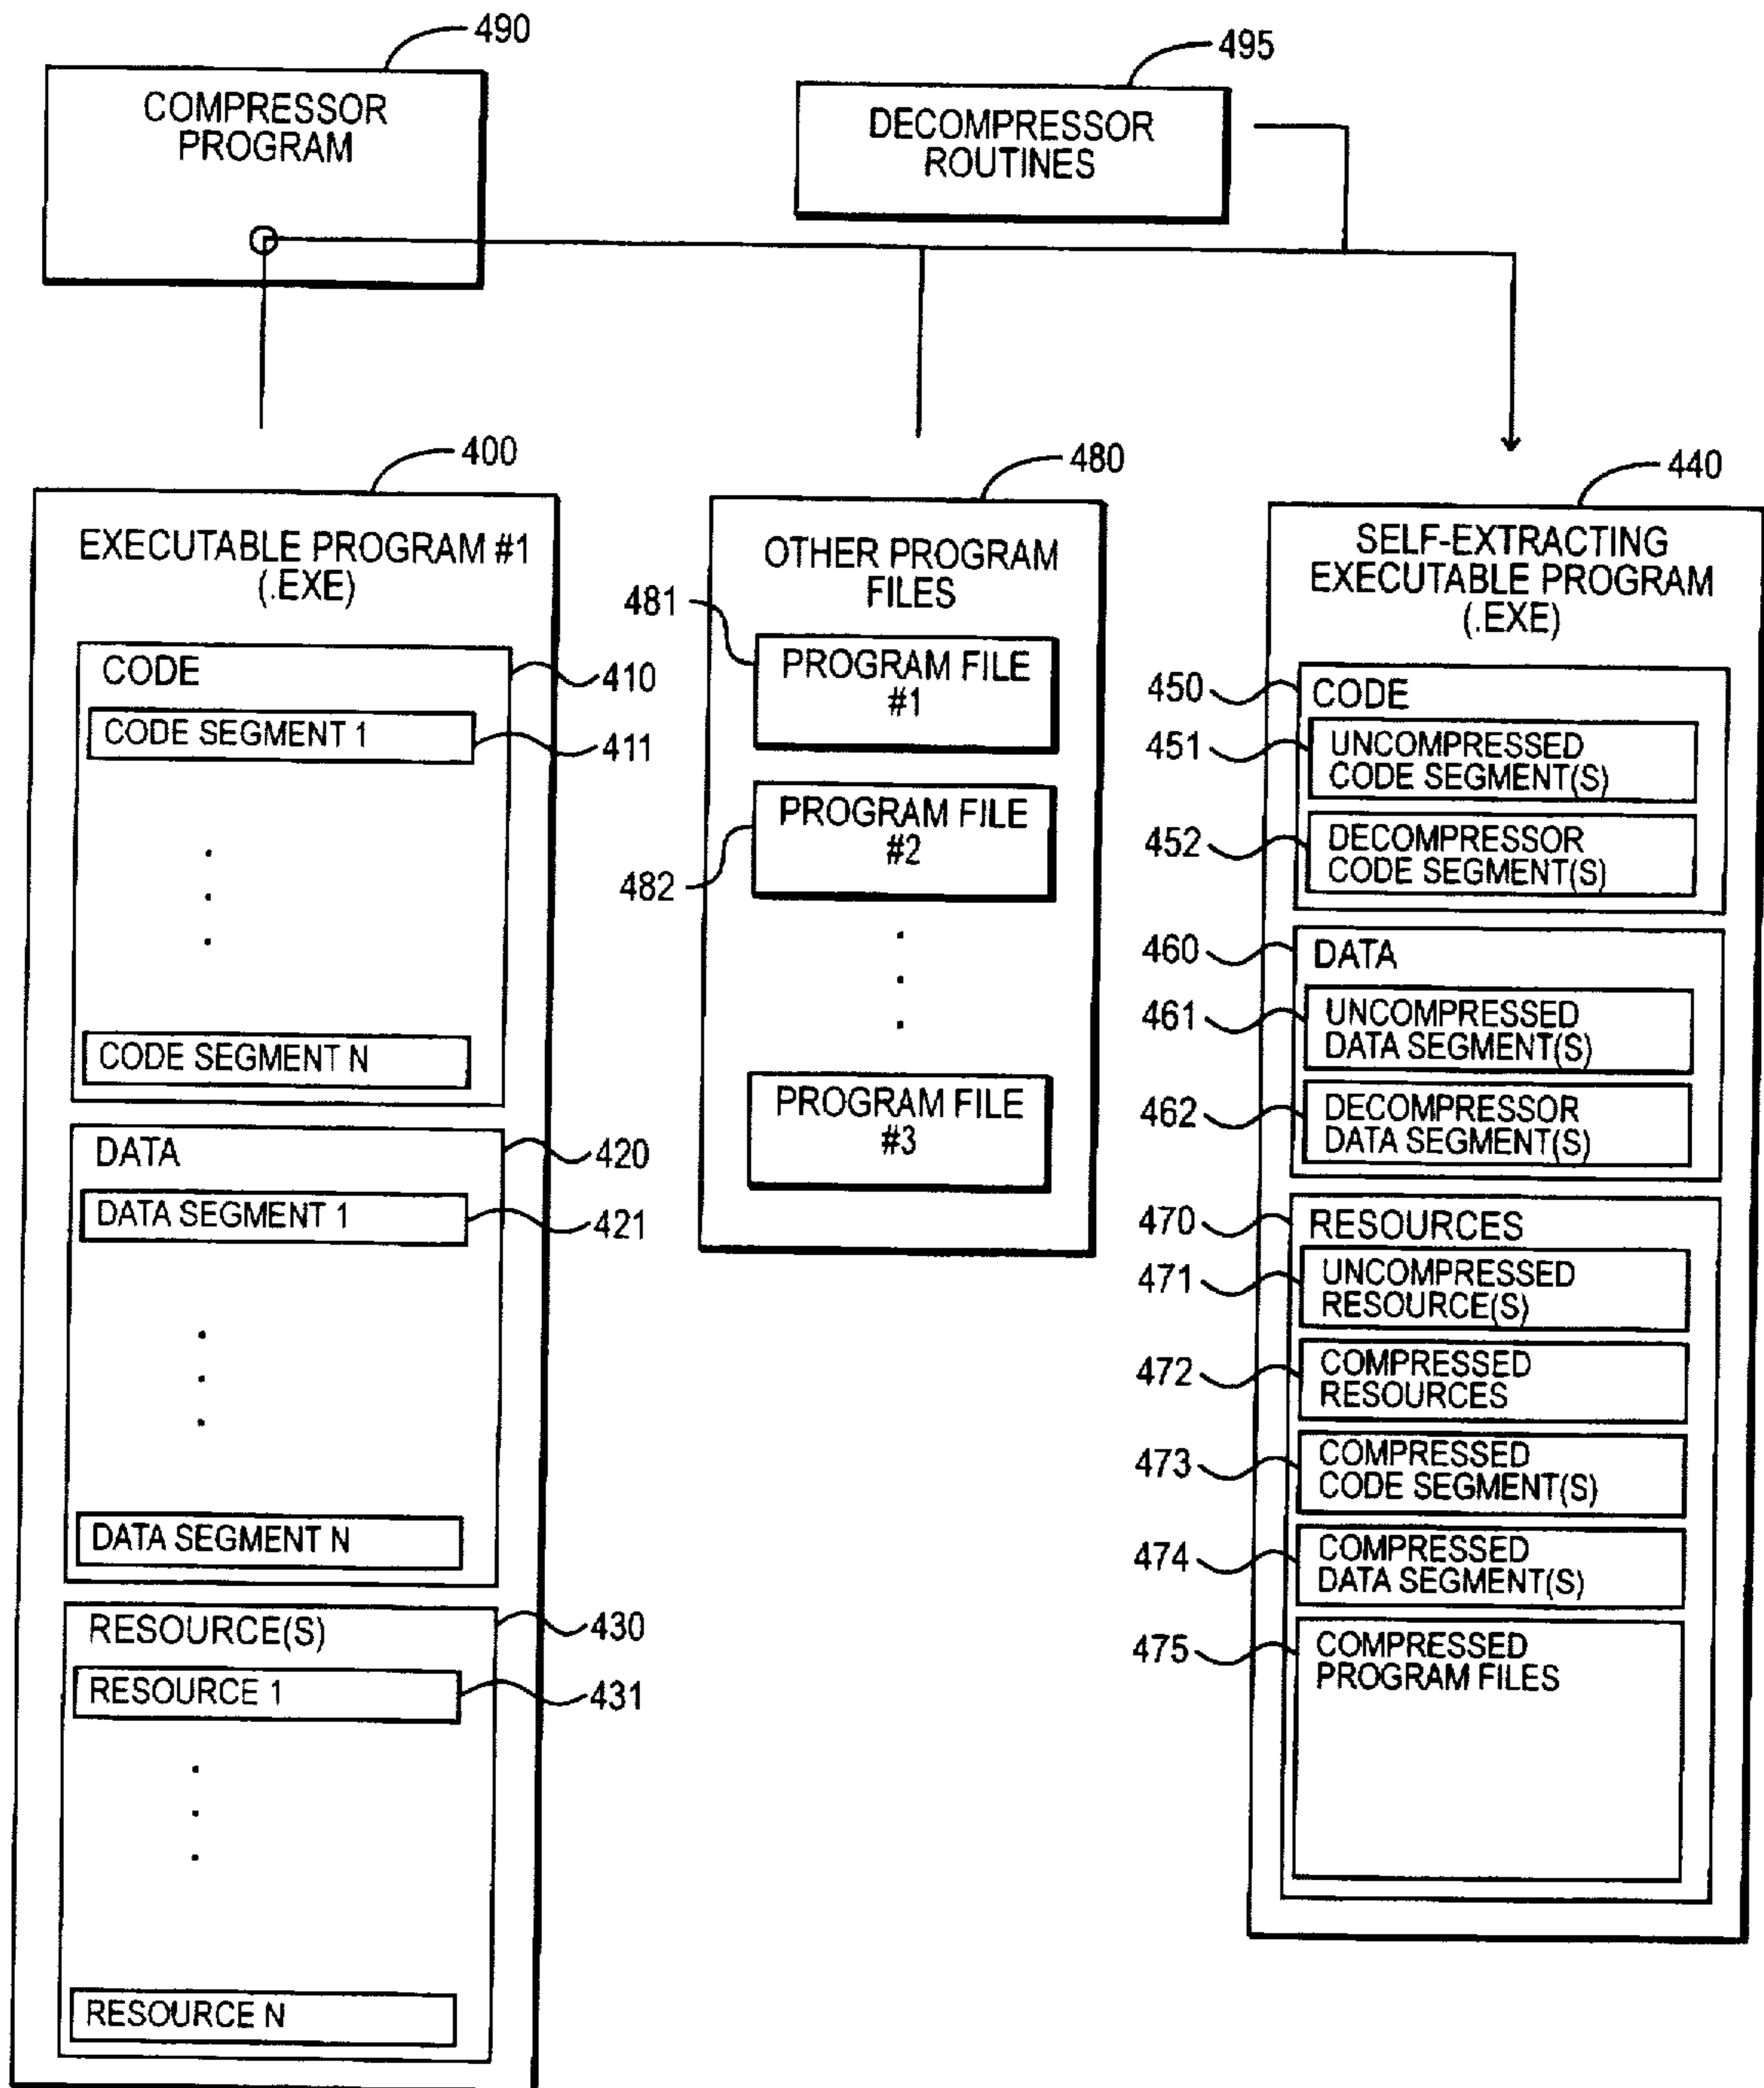 490
COMPRESSOR
PROGRAM
495
DECOMPRESSOR
ROUTINES
400
EXECUTABLE PROGRAM #1
(.EXE)
CODE
410
CODE SEGMENT 1
411
CODE SEGMENT N
DATA
420
DATA SEGMENT 1
421
DATA SEGMENT N
RESOURCE(S)
430
RESOURCE 1
431
RESOURCE N
480
OTHER PROGRAM
FILES
481
PROGRAM FILE
#1
PROGRAM FILE
#2
482
PROGRAM FILE
#3
440
SELF-EXTRACTING
EXECUTABLE PROGRAM
(.EXE)
450
CODE
451
UNCOMPRESSED
CODE SEGMENT(S)
452
DECOMPRESSOR
CODE SEGMENT(S)
460
DATA
461
UNCOMPRESSED
DATA SEGMENT(S)
462
DECOMPRESSOR
DATA SEGMENT(S)
470
RESOURCES
471
UNCOMPRESSED
RESOURCE(S)
472
COMPRESSED
RESOURCES
473
COMPRESSED
CODE SEGMENT(S)
474
COMPRESSED
DATA SEGMENT(S)
475
COMPRESSED
PROGRAM FILES